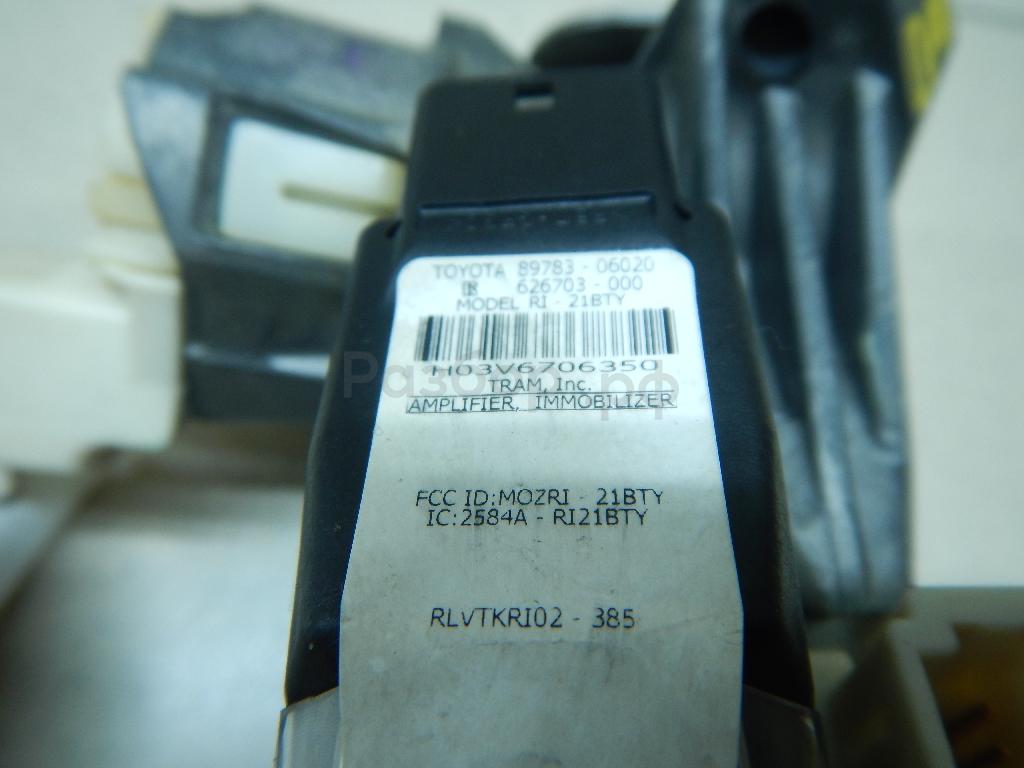 TOYOTA 89783 - 06020
626703 - 000
MODEL RI - 21BTY
H03V6706350
TRAM, Inc.
AMPLIFIER, IMMOBILIZER
FCC ID:MOZRI - 21BTY
IC:2584A - RI21BTY
RLVTKRI02 - 385